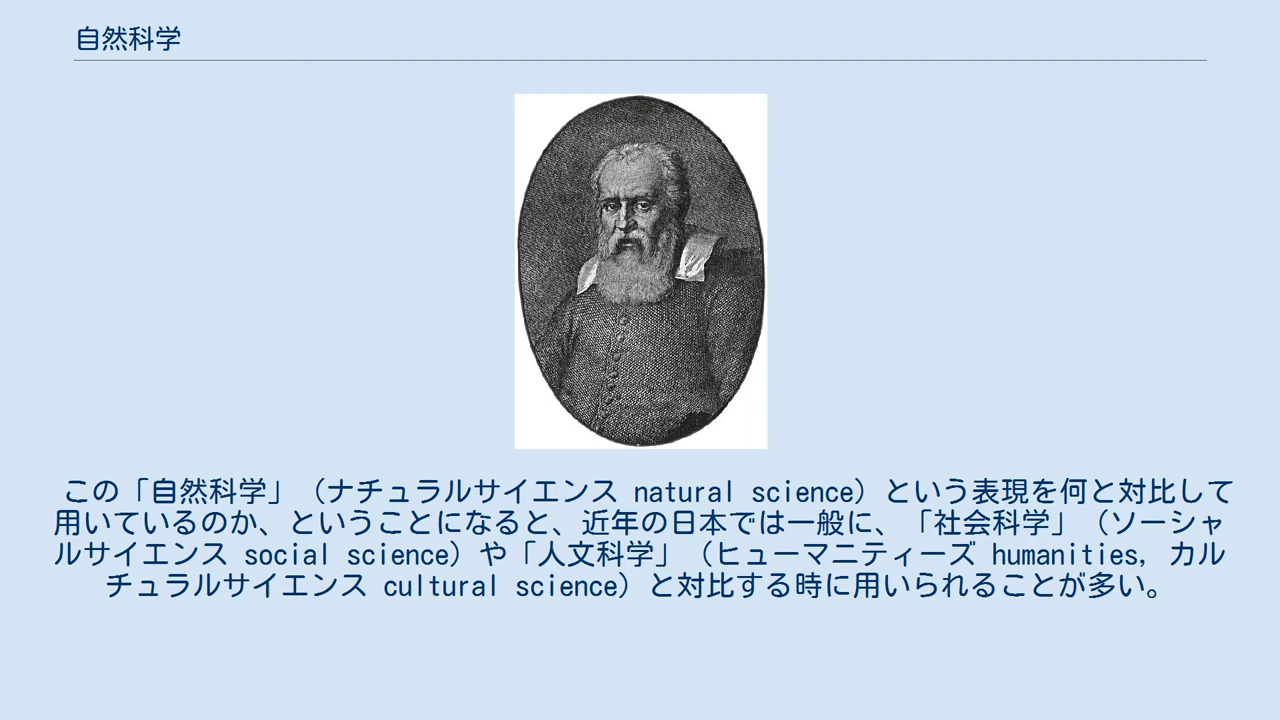 自然科学
この「自然科学」（ナチュラルサイエンス natural science）という表現を何と対比して
用いているのか、ということになると、近年の日本では一般に、「社会科学」（ソーシャ
ルサイエンス social science）や「人文科学」（ヒューマニティーズ humanities, カル
チュラルサイエンス cultural science）と対比する時に用いられることが多い。